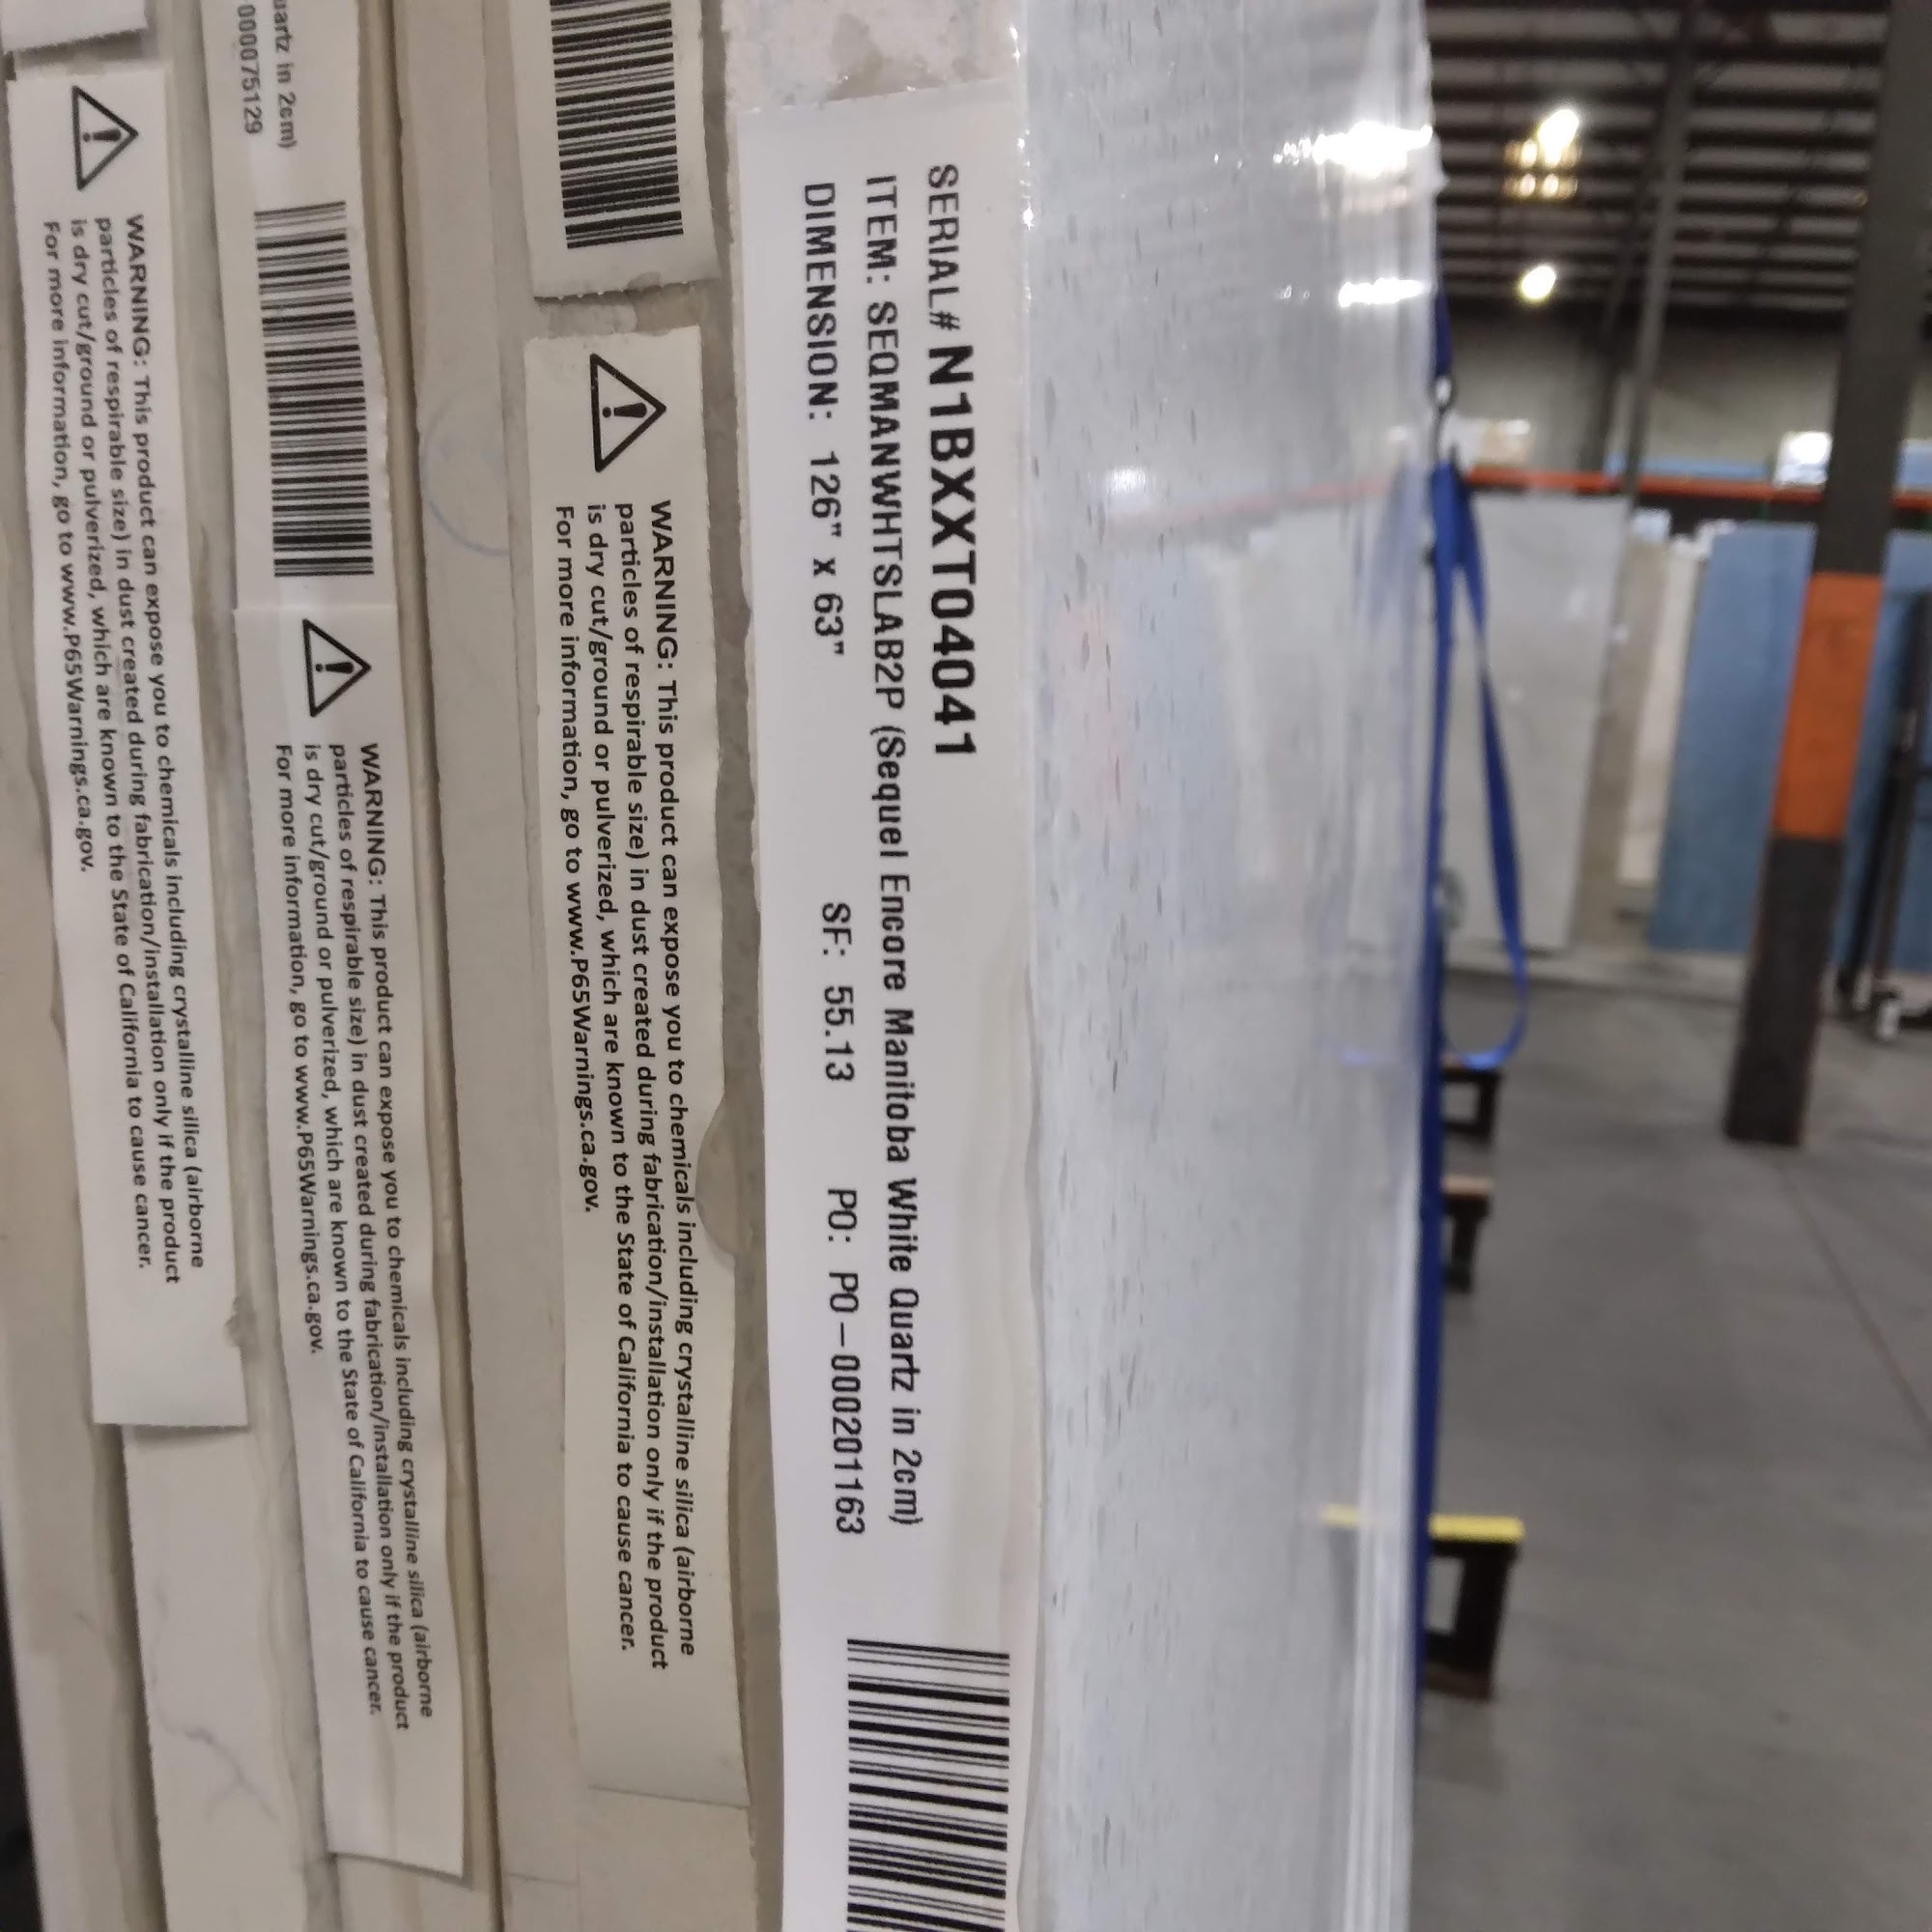 SERIAL# N1BXXT04041
ITEM: SEQMANWHTSLAB2P (Sequel Encore Manitoba White Quartz in 2cm)
DIMENSION: 126" x 63" SF: 55.13 PO: PO-000201163
WARNING: This product can expose you to chemicals including crystalline silica (airborne
particles of respirable size) in dust created during fabrication/installation only if the product
is dry cut/ground or pulverized, which are known to the State of California to cause cancer.
For more information, go to www.P65Warnings.ca.gov.
in 2cm)
WARNING: This product can expose you to chemicals including crystalline silica (airborne
particles of respirable size) in dust created during fabrication/installation only if the product
is dry cut/ground or pulverized, which are known to the State of California to cause cancer.
For more information, go to www.P65Warnings.ca.gov.
WARNING: This product can expose you to chemicals including crystalline silica (airborne
particles of respirable size) in dust created during fabrication/installation only if the product
is dry cut/ground or pulverized, which are known to the State of California to cause cancer.
For more information, go to www.P65Warnings.ca.gov.